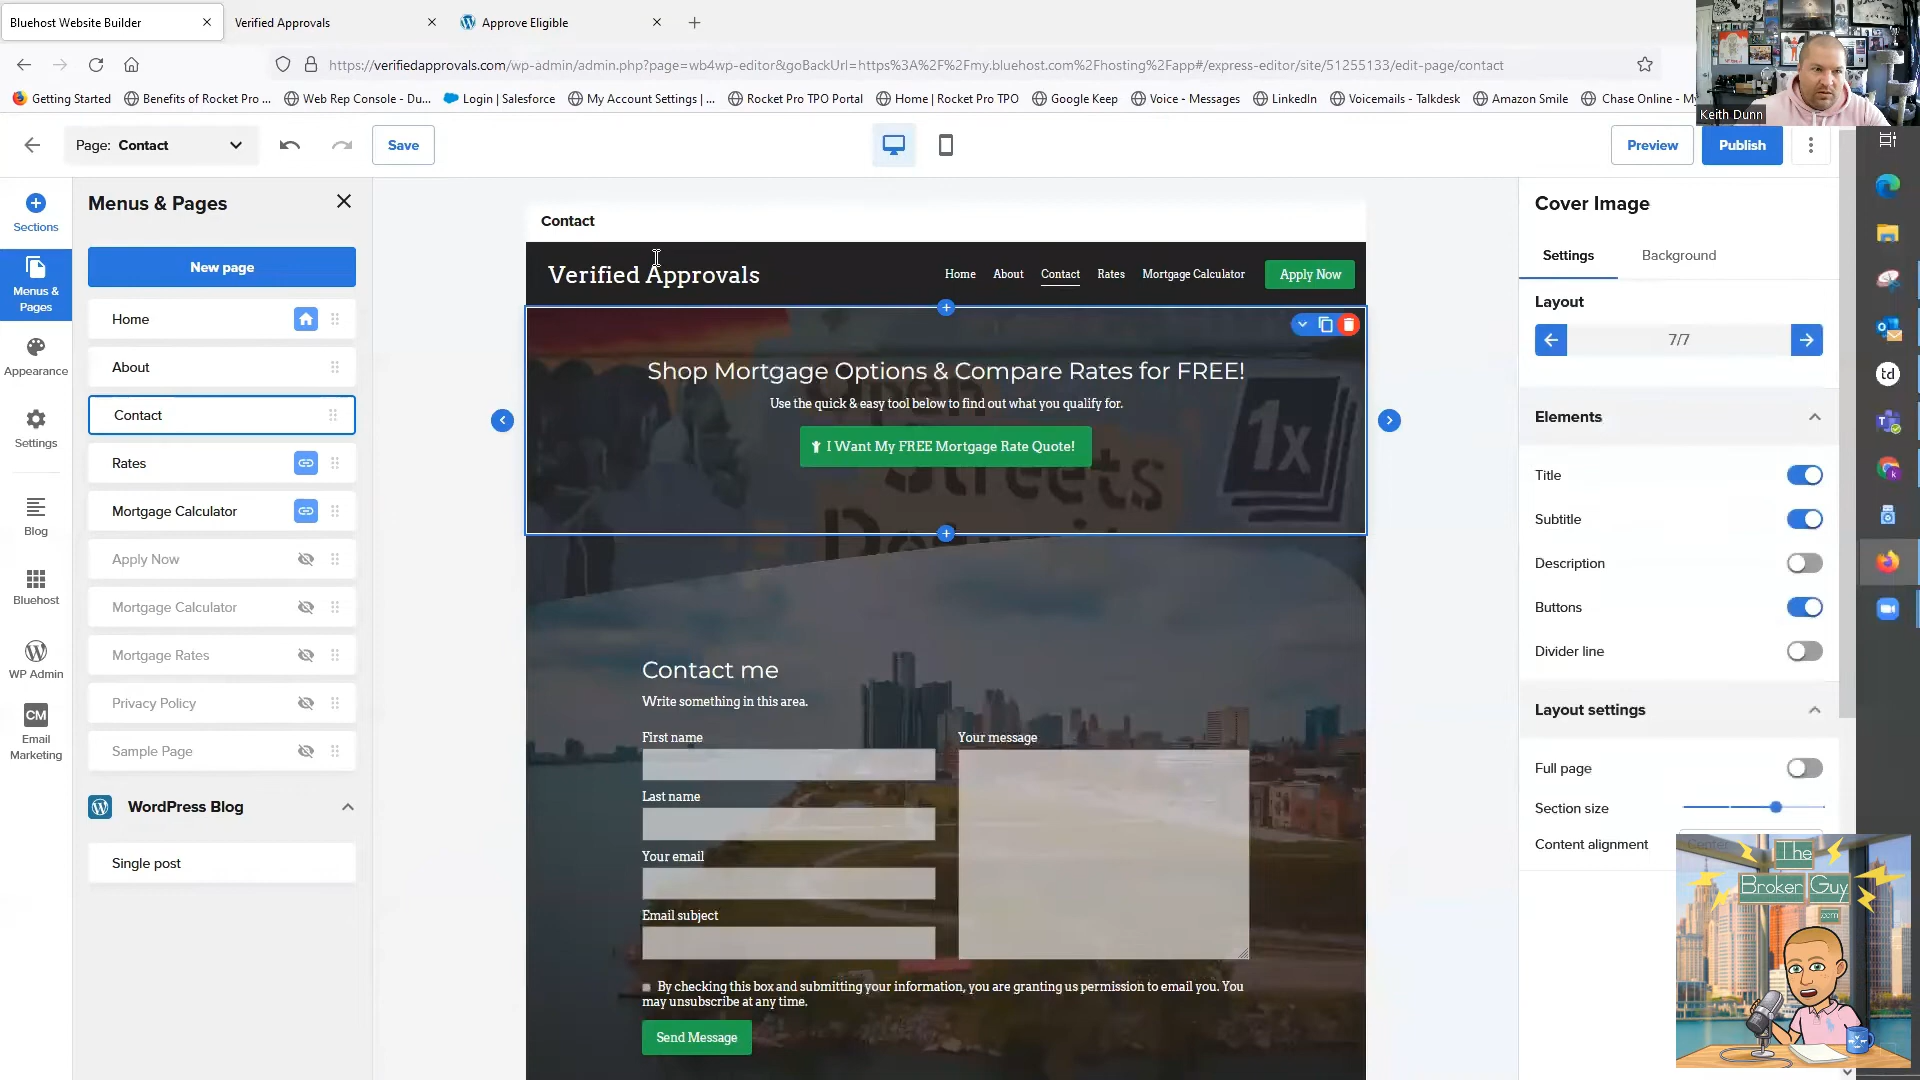 Bluehost Website Builder
Verified Approvals
Approve Eligible
https://verifiedapprovals.com/wp-admin/admin.php?page=wb4wp-editor&goBackUrl=https%3A%2F%2Fmy.bluehost.com%2Fhosting%2Fapp#/express-editor/site/51255133/edit-page/contact
Getting Started
Benefits of Rocket Pro ...
Web Rep Console - Du...
Login | Salesforce
My Account Settings | ...
Rocket Pro TPO Portal
Home | Rocket Pro TPO
Google Keep
Voice - Messages
LinkedIn
Voicemails - Talkdesk
Amazon Smile
Chase Online - My
Keith Dunn
Page: Contact
Save
Preview
Publish
Sections
Menus & Pages
Appearance
Settings
Blog
Bluehost
WP Admin
CM
Email Marketing
Menus & Pages
New page
Home
About
Contact
Rates
Mortgage Calculator
Apply Now
Mortgage Calculator
Mortgage Rates
Privacy Policy
Sample Page
WordPress Blog
Single post
Contact
Verified Approvals
Home
About
Contact
Rates
Mortgage Calculator
Apply Now
Shop Mortgage Options & Compare Rates for FREE!
Use the quick & easy tool below to find out what you qualify for.
I Want My FREE Mortgage Rate Quote!
1x
Streets
Contact me
Write something in this area.
First name
Your message
Last name
Your email
Email subject
By checking this box and submitting your information, you are granting us permission to email you. You
may unsubscribe at any time.
Send Message
Cover Image
Settings
Background
Layout
7/7
Elements
Title
Subtitle
Description
Buttons
Divider line
Layout settings
Full page
Section size
Content alignment
td
The
Broker Guy
.com